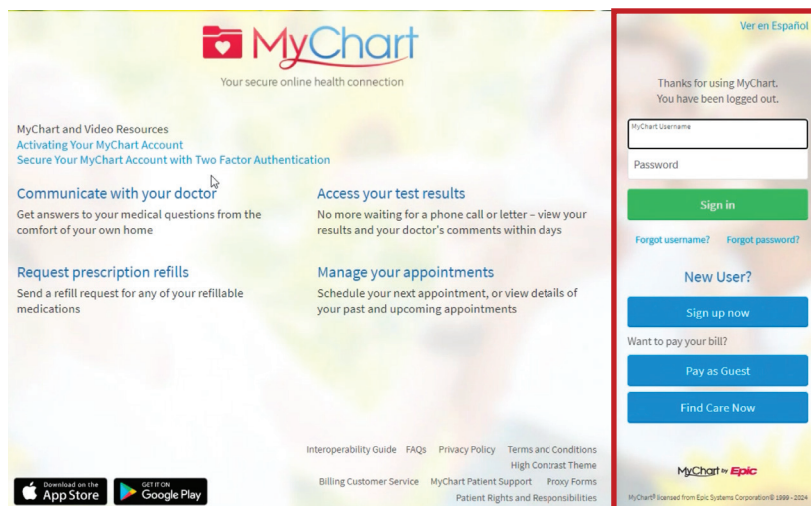 MyChart
Your secure online health connection
MyChart and Video Resources
Activating Your MyChart Account
Secure Your MyChart Account with Two Factor Authentication
Communicate with your doctor
Get answers to your medical questions from the
comfort of your own home
Access your test results
No more waiting for a phone call or letter – view your
results and your doctor's comments within days
Request prescription refills
Send a refill request for any of your refillable
medications
Manage your appointments
Schedule your next appointment, or view details of
your past and upcoming appointments
Interoperability Guide FAQs Privacy Policy Terms and Conditions
High Contrast Theme
Billing Customer Service MyChart Patient Support Proxy Forms
Patient Rights and Responsibilities
Download on the
App Store
GET IT ON
Google Play
Ver en Español
Thanks for using MyChart.
You have been logged out.
MyChart Username
Password
Sign in
Forgot username? Forgot password?
New User?
Sign up now
Want to pay your bill?
Pay as Guest
Find Care Now
MyChart by Epic
MyChart® licensed from Epic Systems Corporation © 1999 - 2024